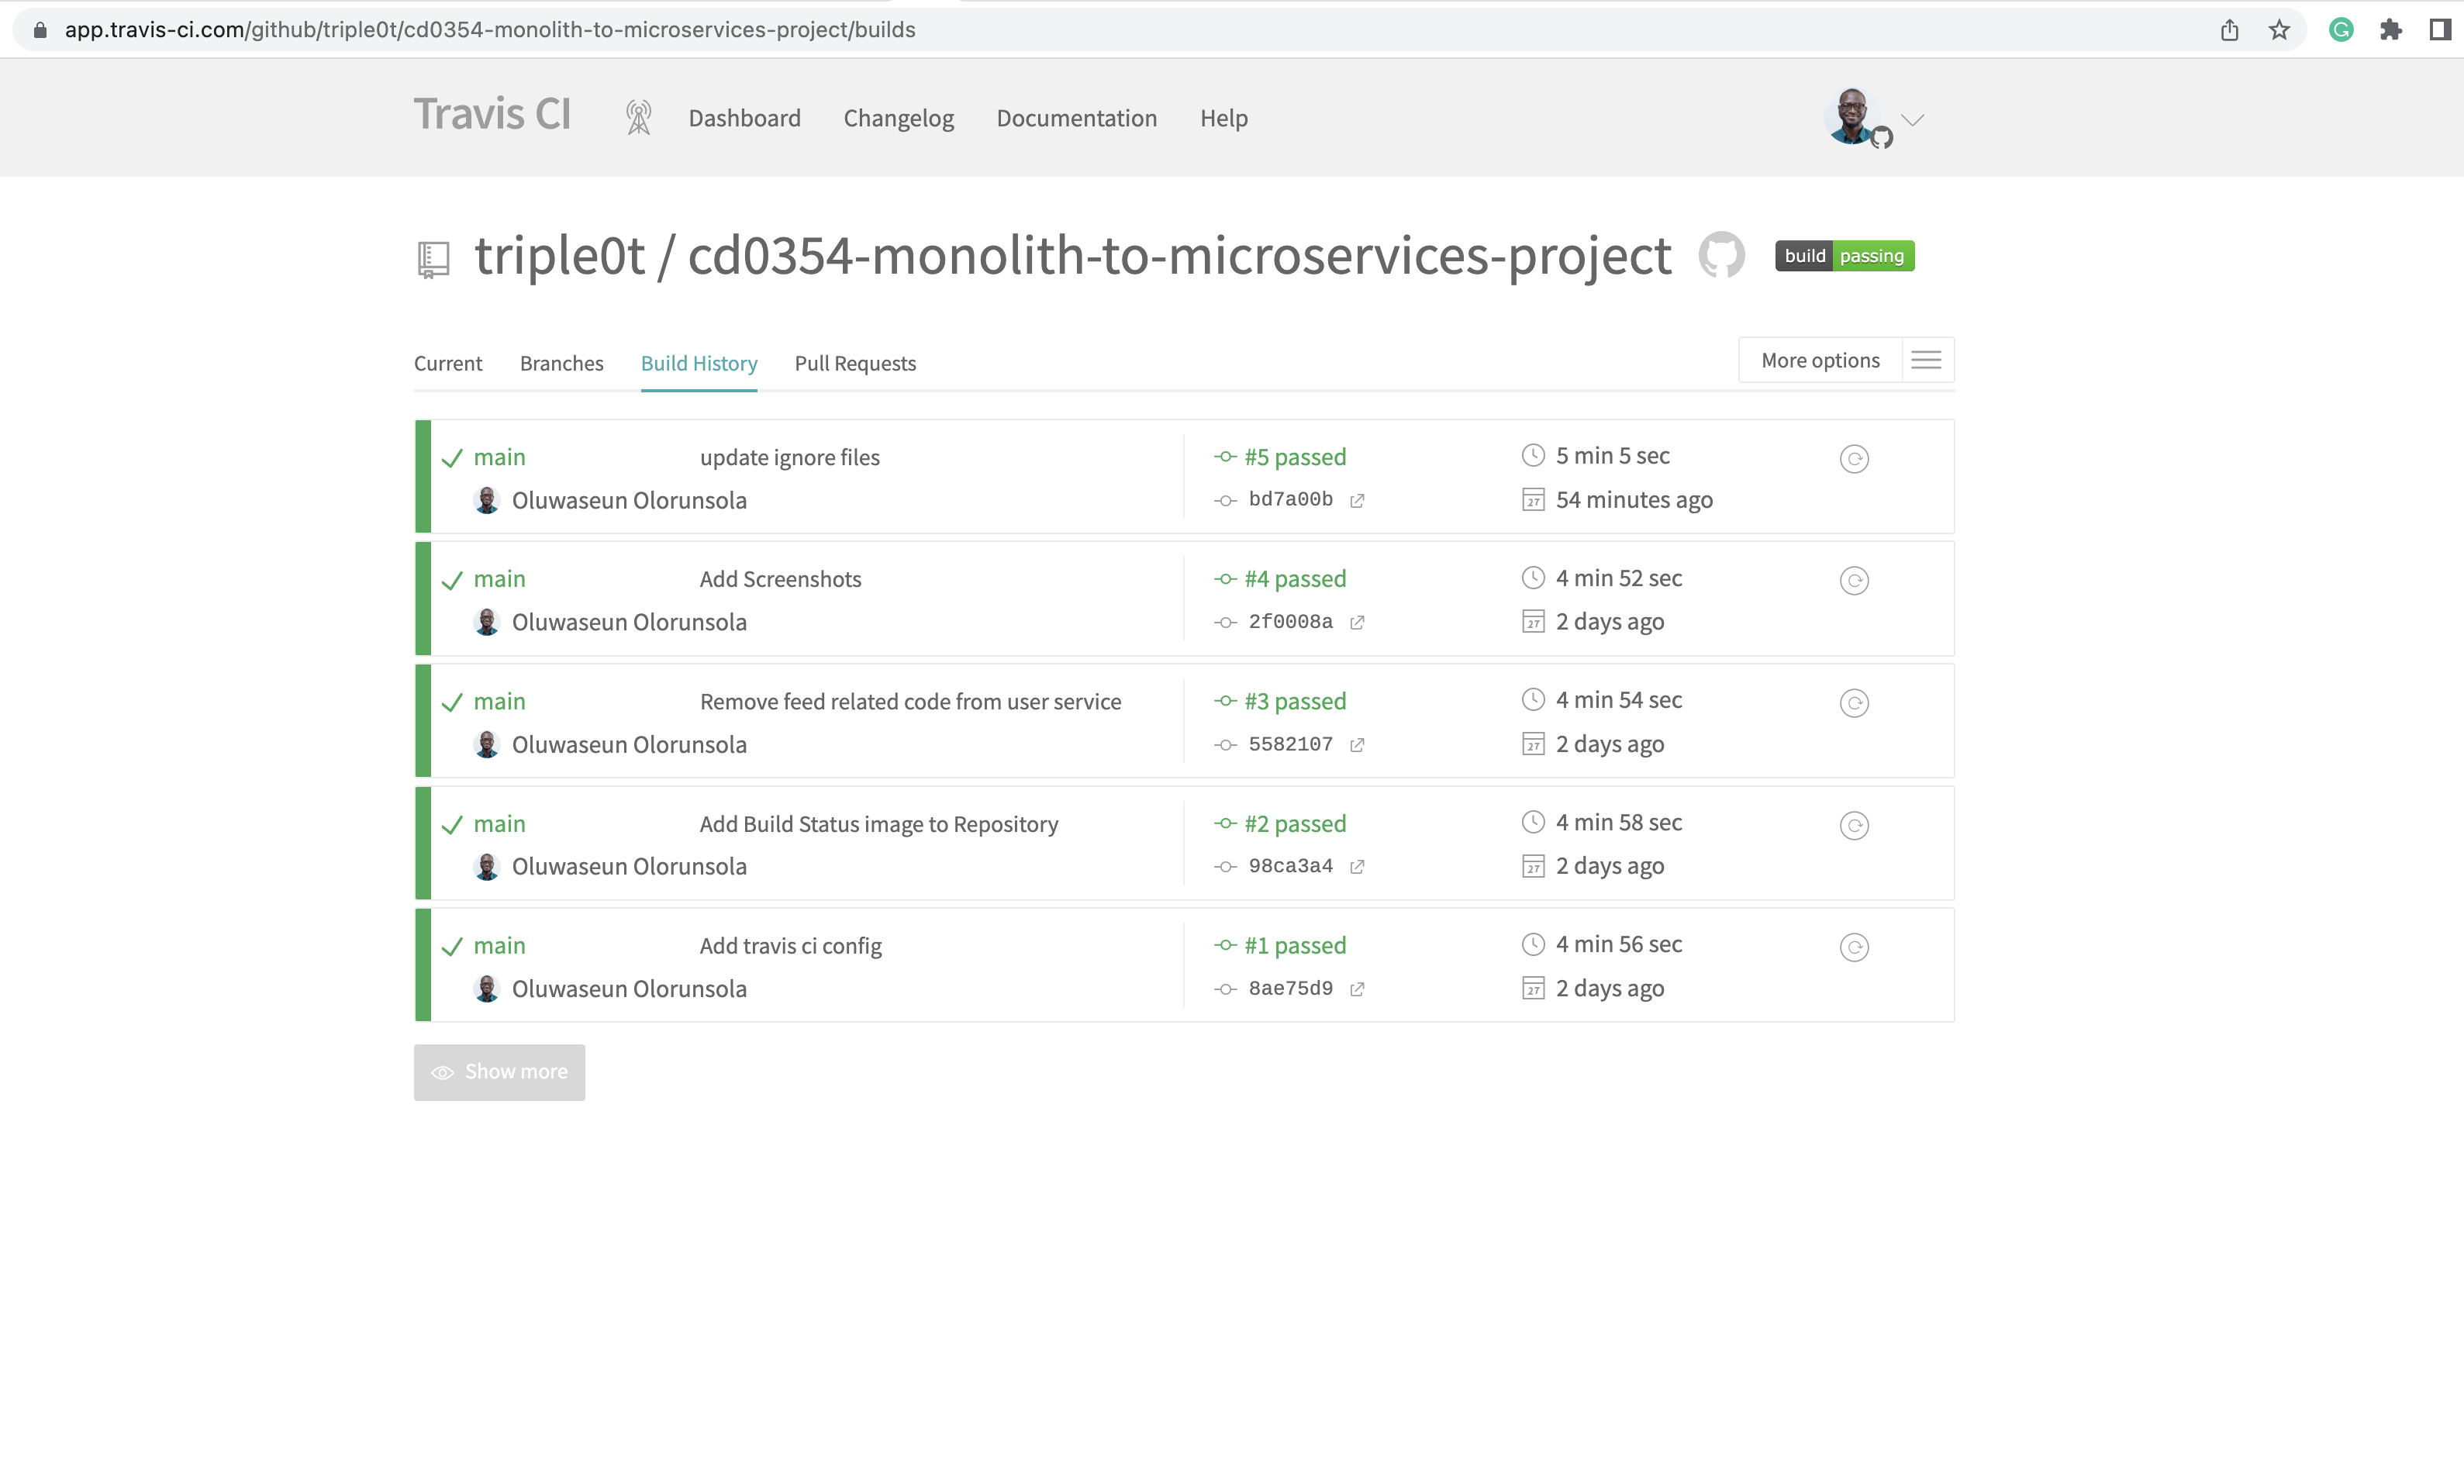 app.travis-ci.com/github/triple0t/cd0354-monolith-to-microservices-project/builds
Travis CI Dashboard Changelog Documentation Help
triple0t / cd0354-monolith-to-microservices-project build passing
Current Branches Build History Pull Requests More options
main update ignore files #5 passed 5 min 5 sec
Oluwaseun Olorunsola bd7a00b 27 54 minutes ago
main Add Screenshots #4 passed 4 min 52 sec
Oluwaseun Olorunsola 2f0008a 27 2 days ago
main Remove feed related code from user service #3 passed 4 min 54 sec
Oluwaseun Olorunsola 5582107 27 2 days ago
main Add Build Status image to Repository #2 passed 4 min 58 sec
Oluwaseun Olorunsola 98ca3a4 27 2 days ago
main Add travis ci config #1 passed 4 min 56 sec
Oluwaseun Olorunsola 8ae75d9 27 2 days ago
Show more